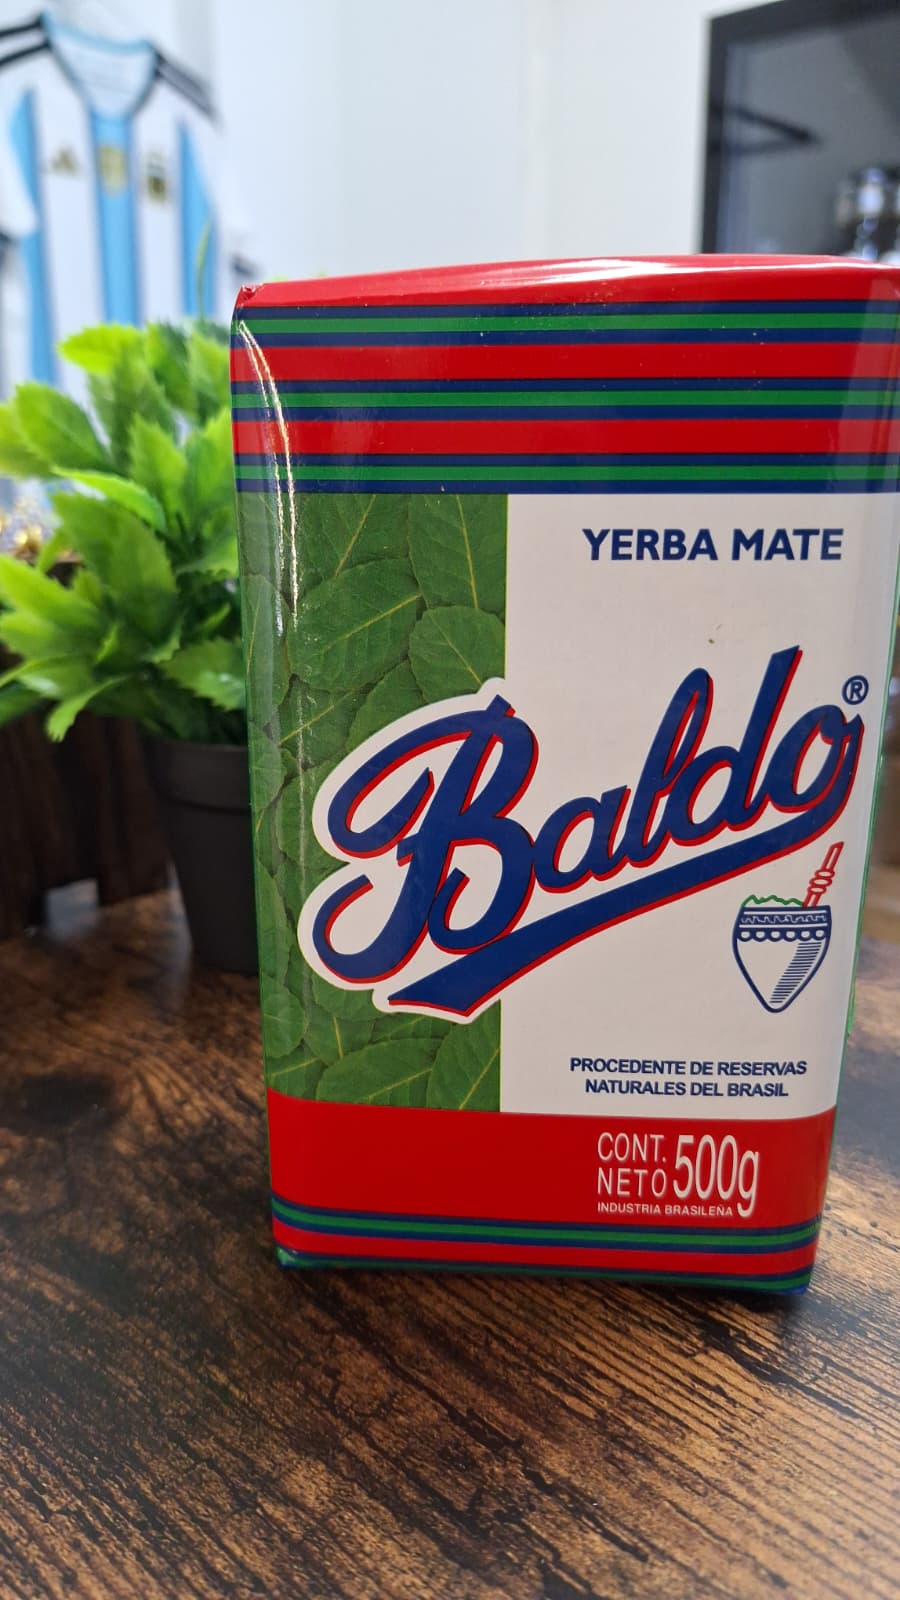 YERBA MATE
Baldo®
PROCEDENTE DE RESERVAS
NATURALES DEL BRASIL
CONT.
NETO 500g
INDUSTRIA BRASILEÑA